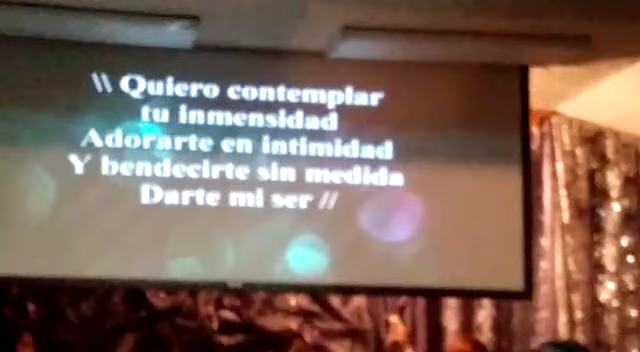 \\ Quiero contemplar
tu inmensidad
Adorarte en intimidad
Y bendecirte sin medida
Darte mi ser //